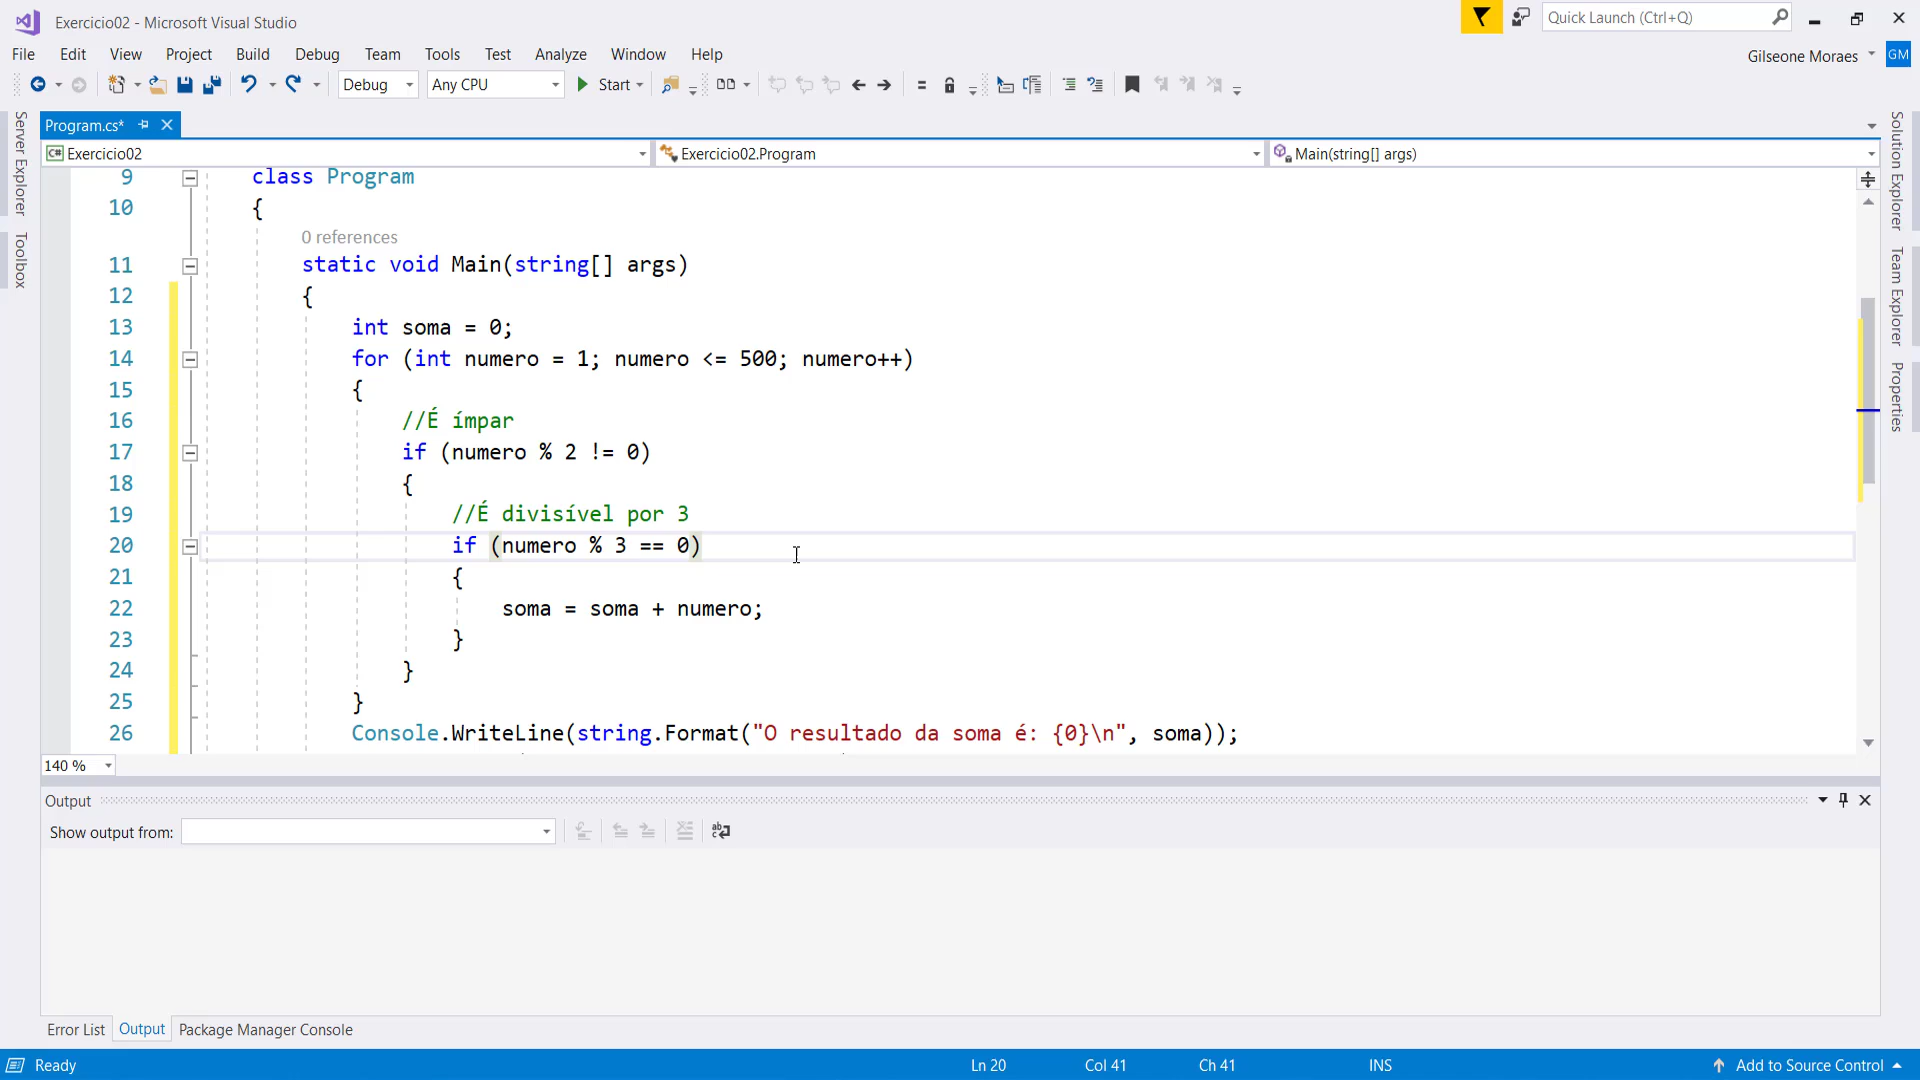 Exercicio02 - Microsoft Visual Studio
Quick Launch (Ctrl+Q)
File Edit View Project Build Debug Team Tools Test Analyze Window Help
Gilseone Moraes GM
Debug Any CPU Start
Server Explorer
Toolbox
Program.cs*
C# Exercicio02 Exercicio02.Program Main(string[] args)
9 class Program
10 {
0 references
11 static void Main(string[] args)
12 {
13 int soma = 0;
14 for (int numero = 1; numero <= 500; numero++)
15 {
16 //É ímpar
17 if (numero % 2 != 0)
18 {
19 //É divisível por 3
20 if (numero % 3 == 0)
21 {
22 soma = soma + numero;
23 }
24 }
25 }
26 Console.WriteLine(string.Format("O resultado da soma é: {0}\n", soma));
Solution Explorer
Team Explorer
Properties
140 %
Output
Show output from:
Error List Output Package Manager Console
Ready Ln 20 Col 41 Ch 41 INS Add to Source Control